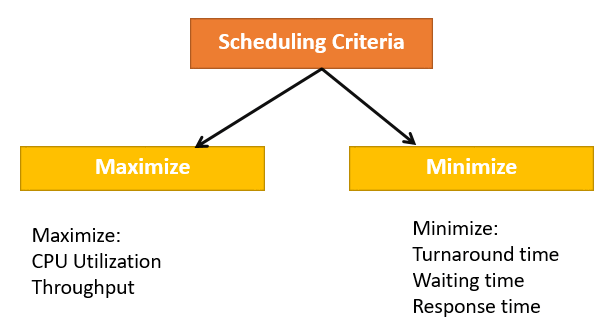 Scheduling Criteria
Maximize
Minimize
Maximize:
CPU Utilization
Throughput
Minimize:
Turnaround time
Waiting time
Response time